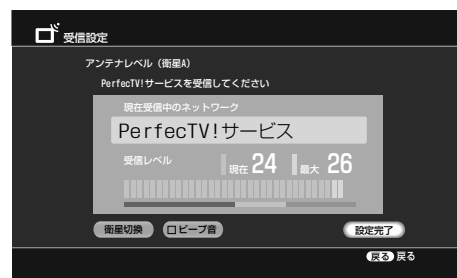 受信設定
アンテナレベル（衛星A）
PerfecTV!サービスを受信してください
現在受信中のネットワーク
PerfecTV!サービス
受信レベル 現在 24 最大 26
衛星切換 ロビープ音 設定完了
戻る 戻る